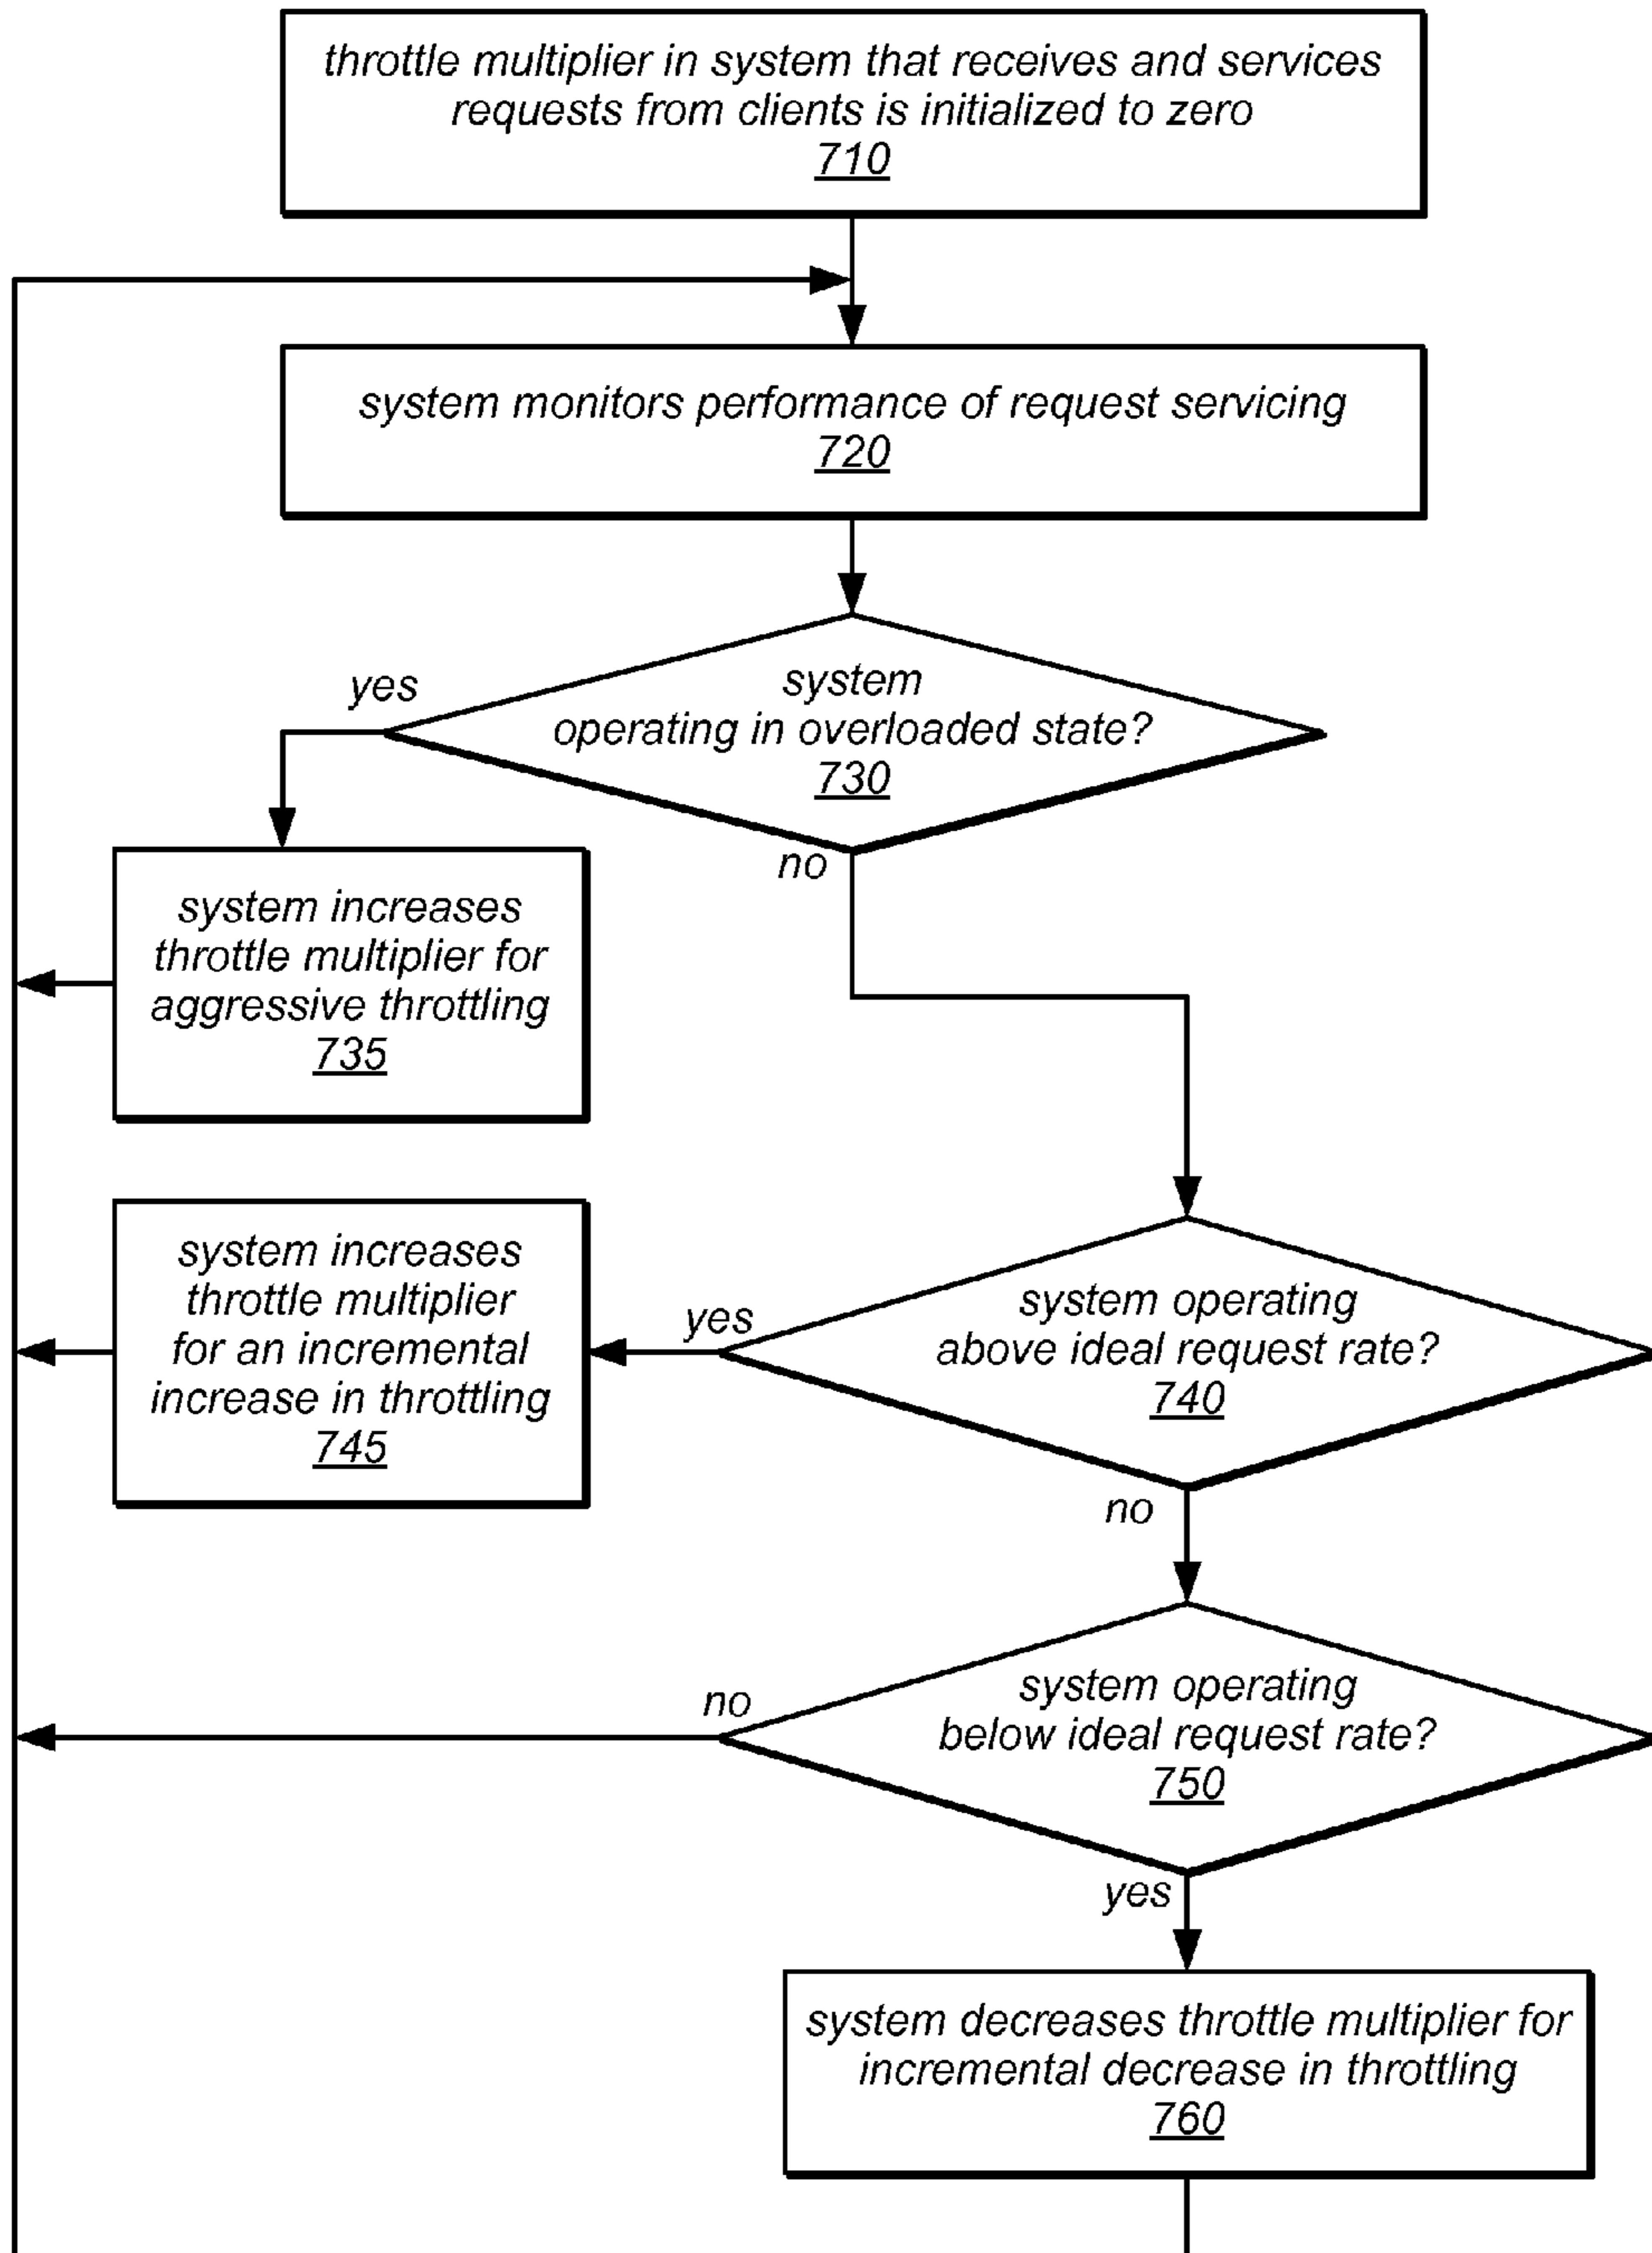 throttle multiplier in system that receives and services
requests from clients is initialized to zero
710
system monitors performance of request servicing
720
yes
system
operating in overloaded state?
730
no
system increases
throttle multiplier for
aggressive throttling
735
system increases
throttle multiplier
for an incremental
increase in throttling
745
yes
system operating
above ideal request rate?
740
no
no
system operating
below ideal request rate?
750
yes
system decreases throttle multiplier for
incremental decrease in throttling
760